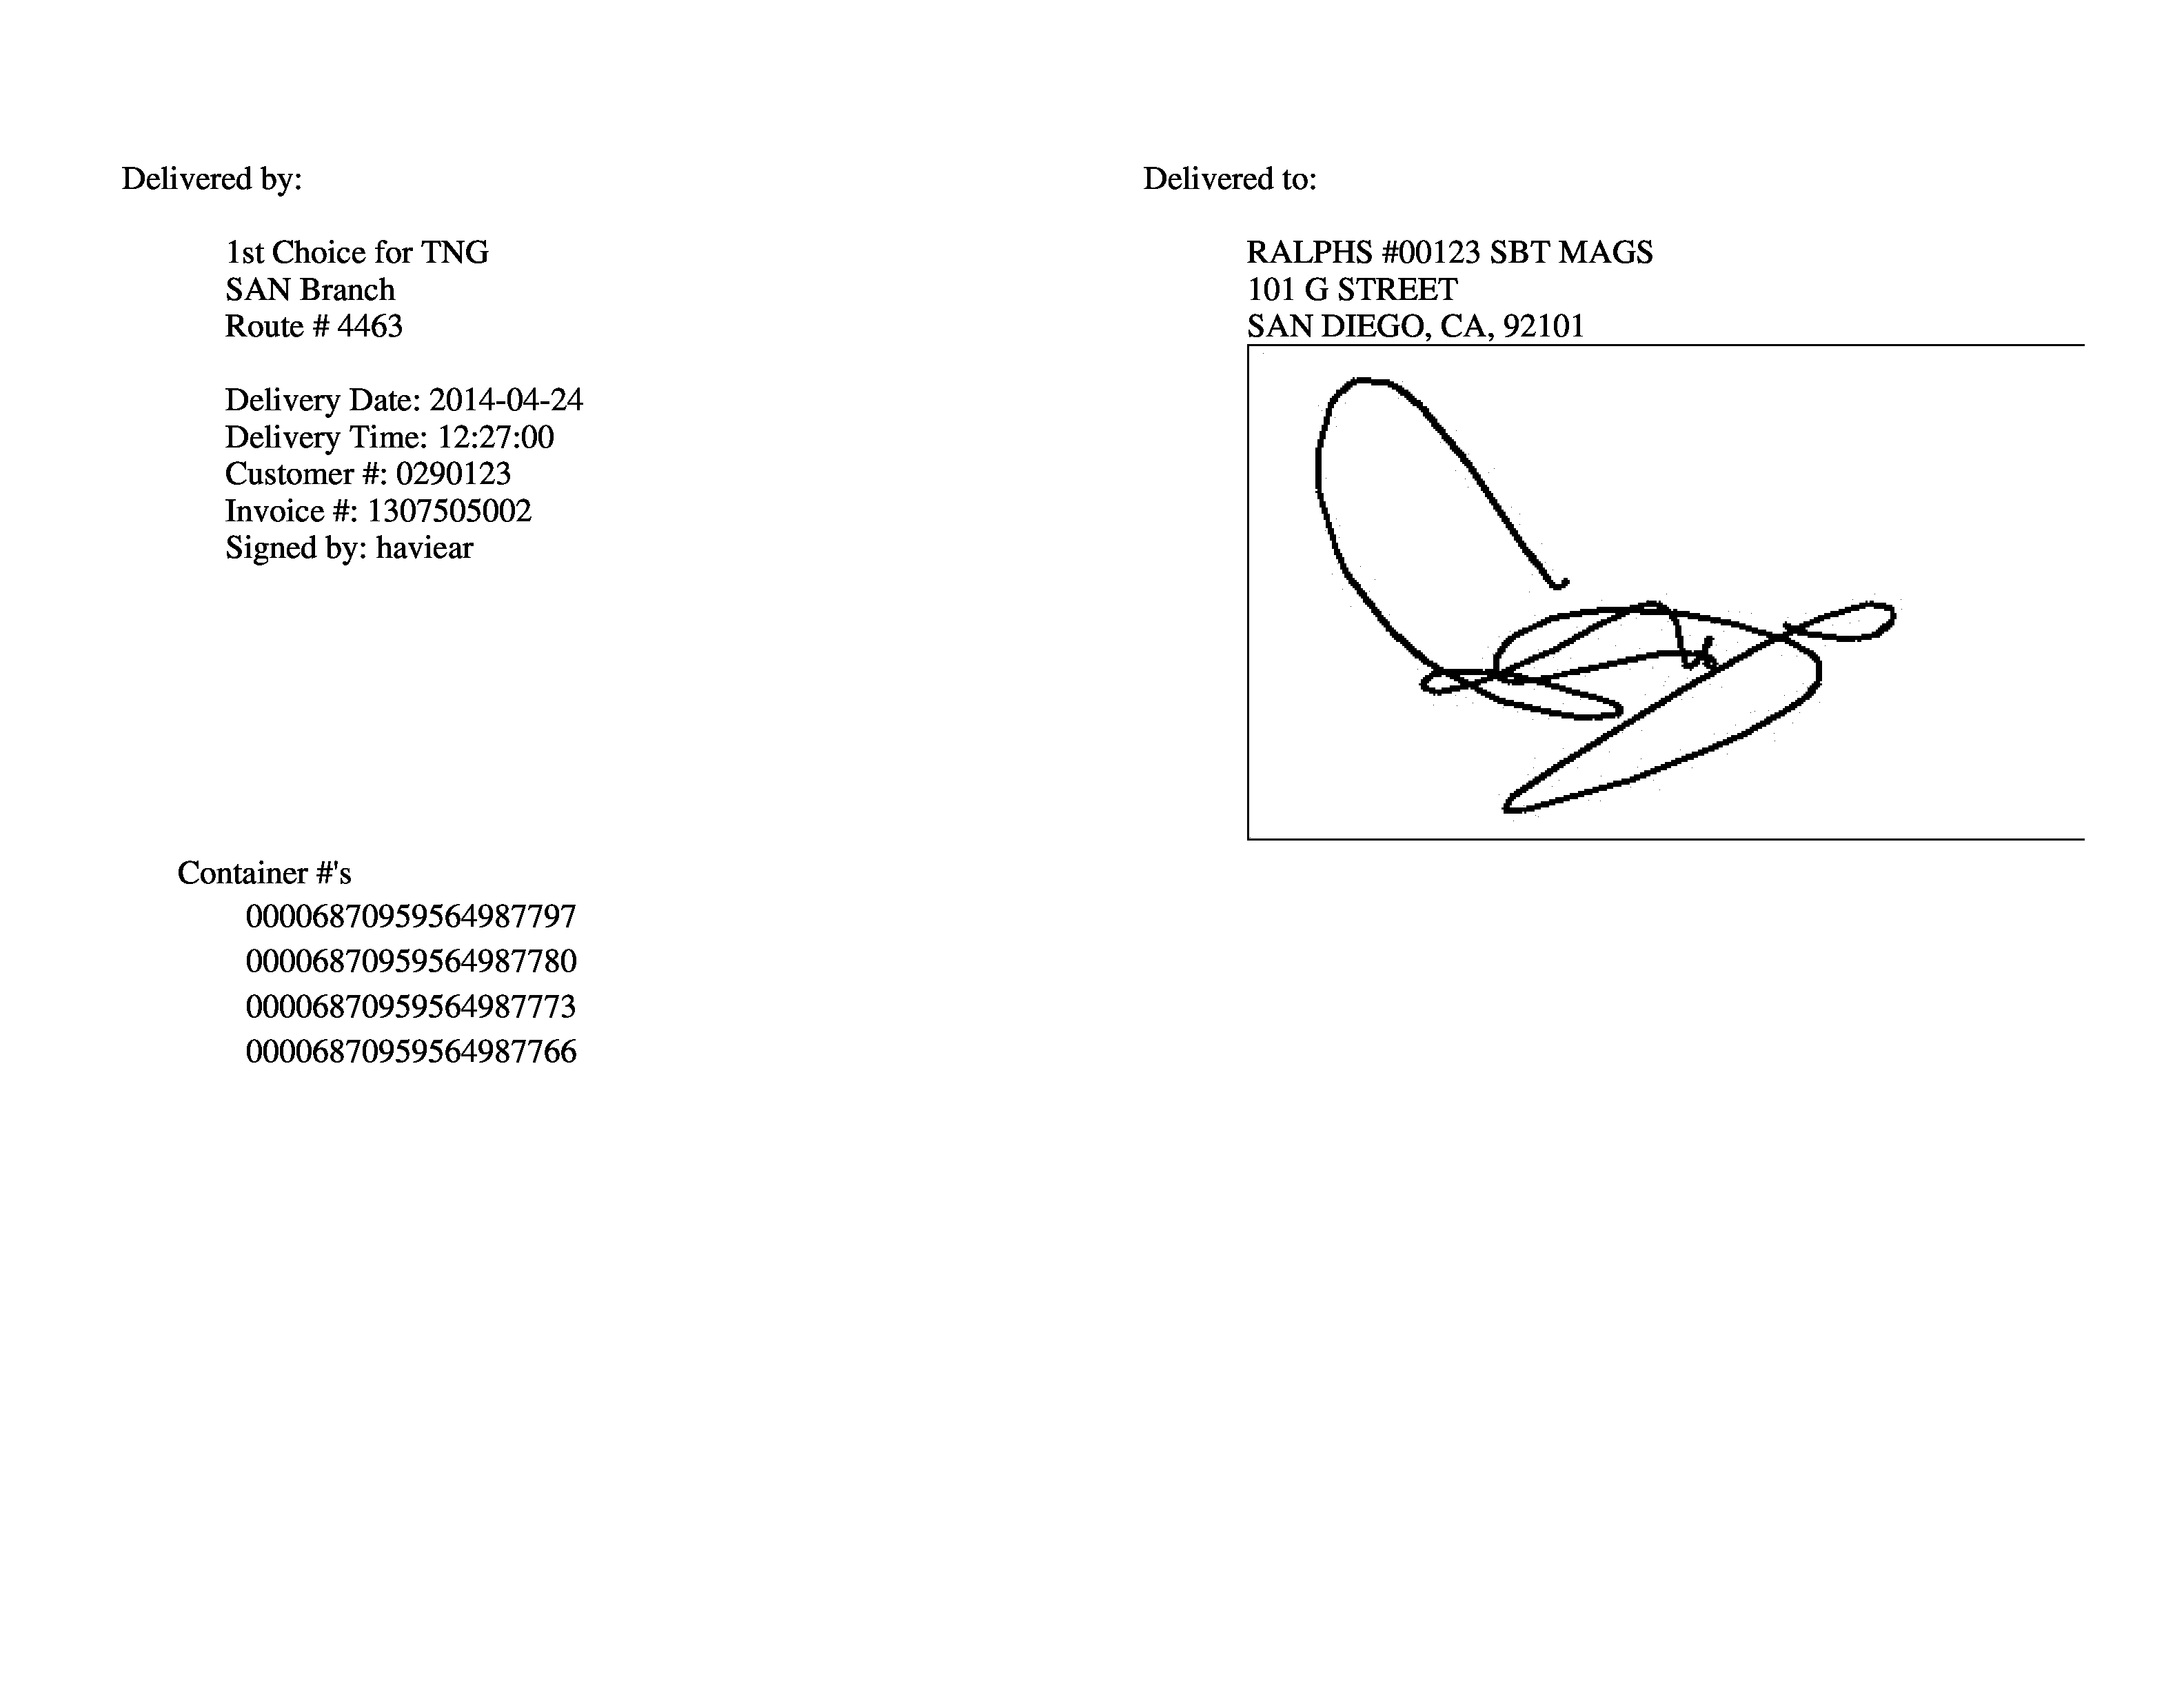 Delivered by:
1st Choice for TNG
SAN Branch
Route # 4463
Delivery Date: 2014-04-24
Delivery Time: 12:27:00
Customer #: 0290123
Invoice #: 1307505002
Signed by: haviear
Delivered to:
RALPHS #00123 SBT MAGS
101 G STREET
SAN DIEGO, CA, 92101
Container #'s
00006870959564987797
00006870959564987780
00006870959564987773
00006870959564987766